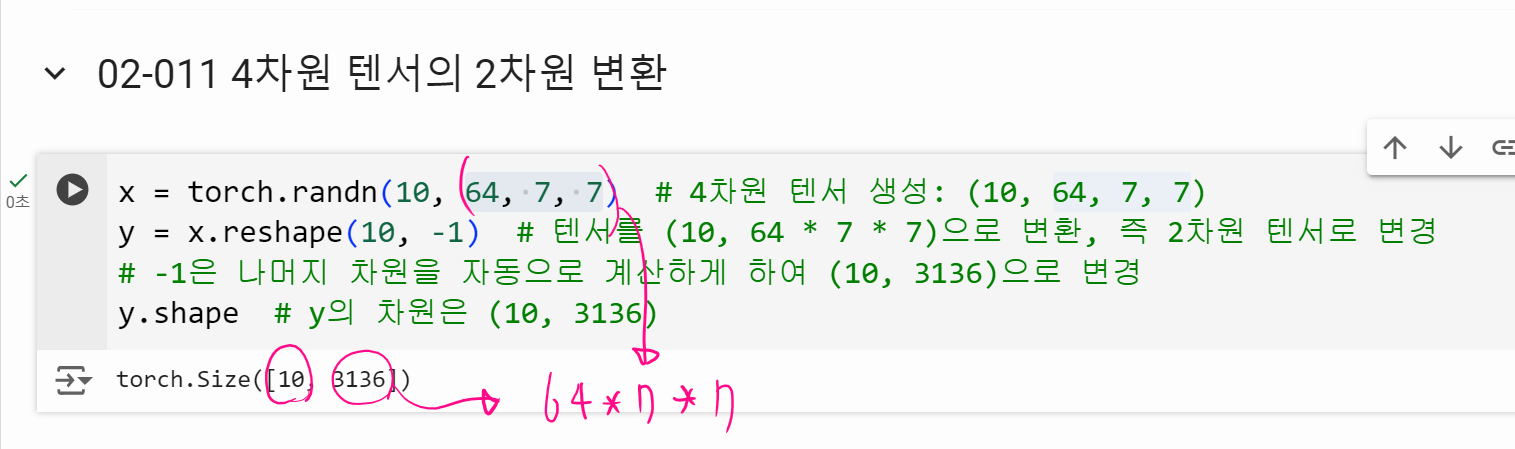 02-011 4차원 텐서의 2차원 변환
x = torch.randn(10, (64, 7, 7) # 4차원 텐서 생성: (10, 64, 7, 7)
y = x.reshape(10, -1) # 텐서를 (10, 64 * 7 * 7)으로 변환, 즉 2차원 텐서로 변경
# -1은 나머지 차원을 자동으로 계산하게 하여 (10, 3136)으로 변경
0초
y.shape # y의 차원은 (10, 3136)
torch.Size([10, 3136])
64*7*7